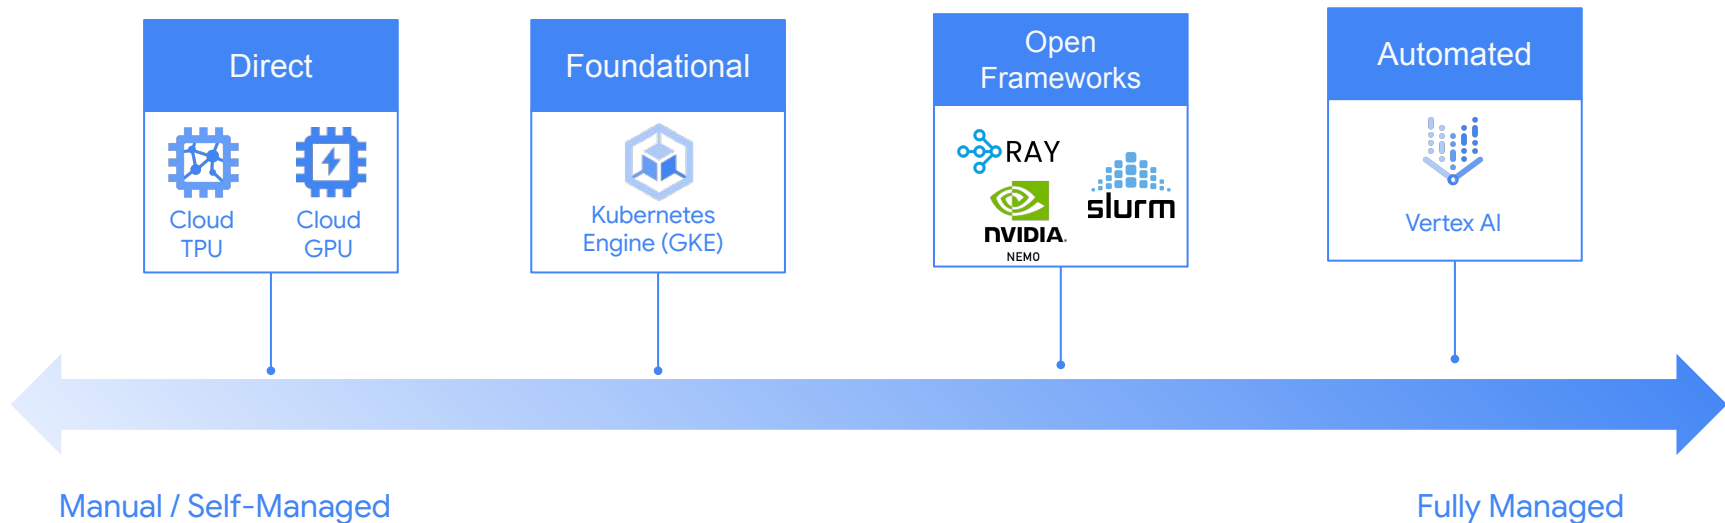 Direct
Cloud
TPU
Cloud
GPU
Foundational
Kubernetes
Engine (GKE)
Open
Frameworks
RAY
NVIDIA.
NEMO
slurm
Automated
Vertex AI
Manual / Self-Managed
Fully Managed